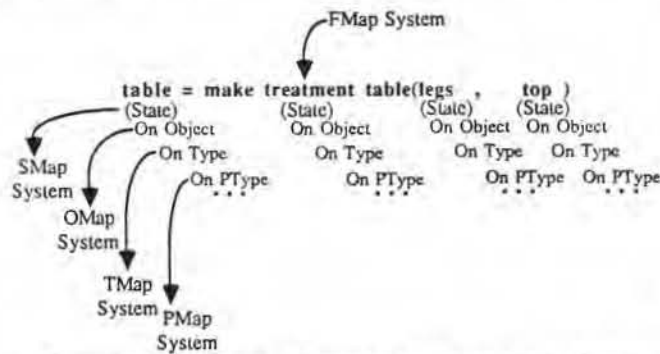 FMap System
table = make treatment table(legs , top )
(State) (State) (State) (State)
On Object On Object On Object On Object
On Type On Type On Type On Type
On PType On PType On PType On PType
• • • • • • • • • • • •
SMap
System
OMap
System
TMap
System
PMap
System